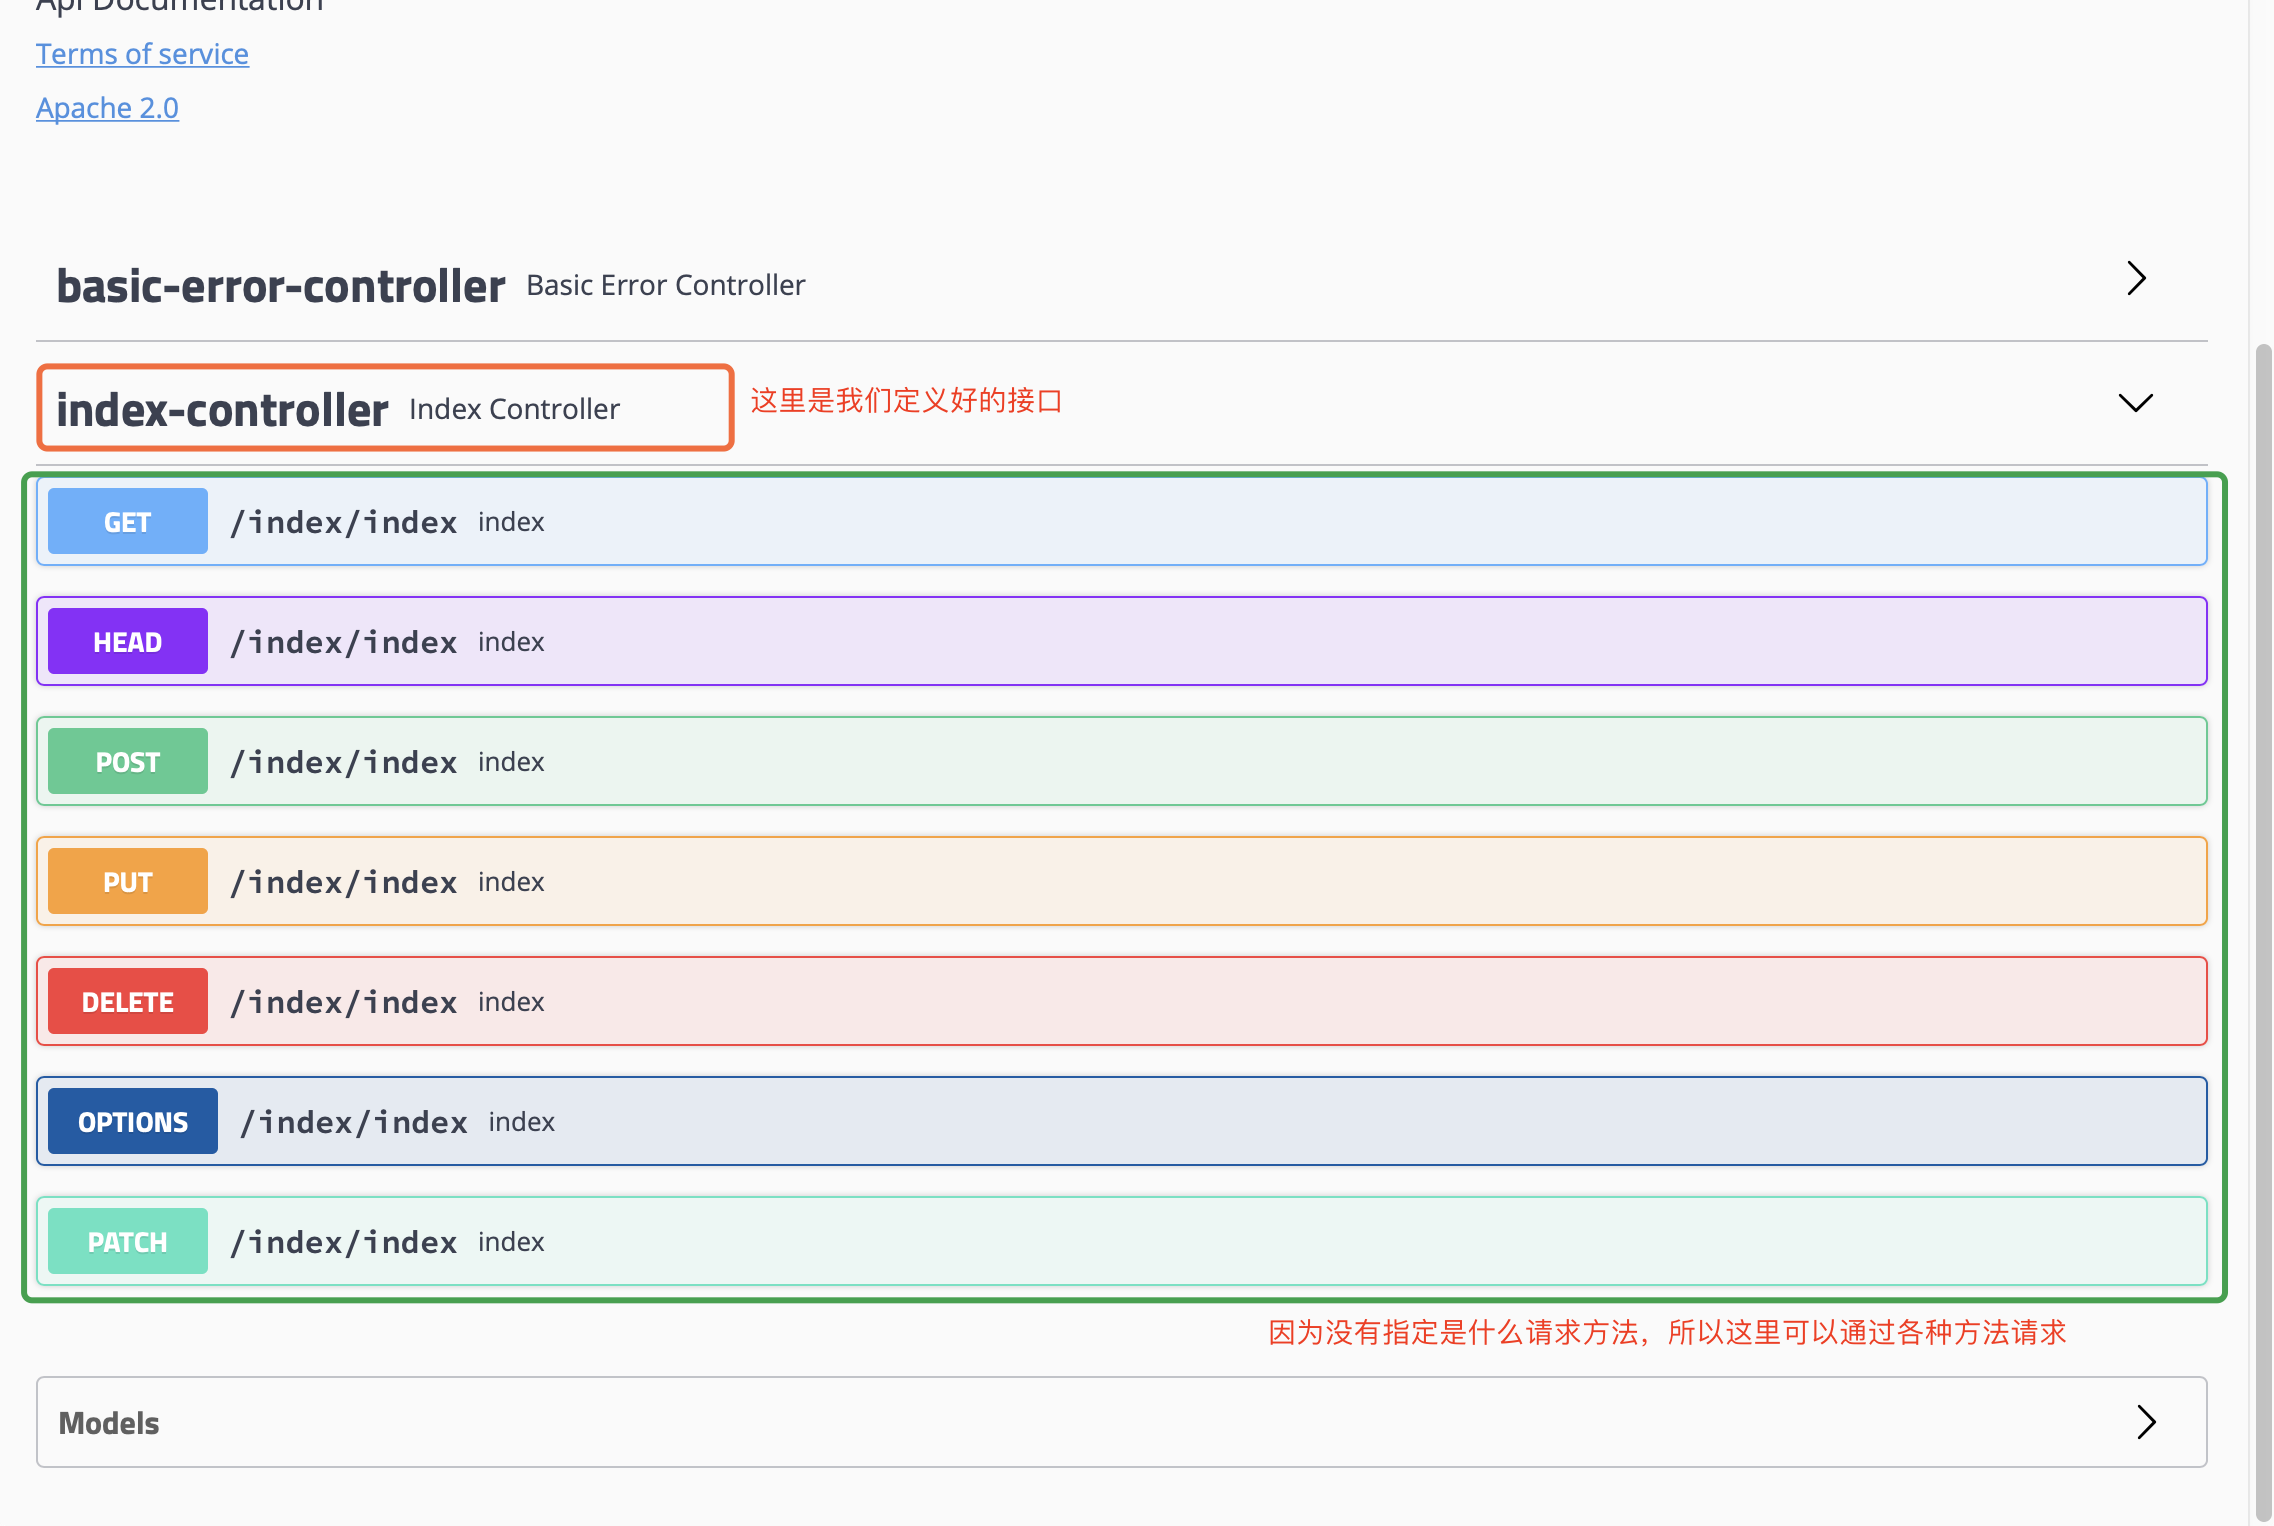 Api Documentation
Terms of service
Apache 2.0
basic-error-controller Basic Error Controller
index-controller Index Controller 这里是我们定义好的接口
GET /index/index index
HEAD /index/index index
POST /index/index index
PUT /index/index index
DELETE /index/index index
OPTIONS /index/index index
PATCH /index/index index
因为没有指定是什么请求方法，所以这里可以通过各种方法请求
Models